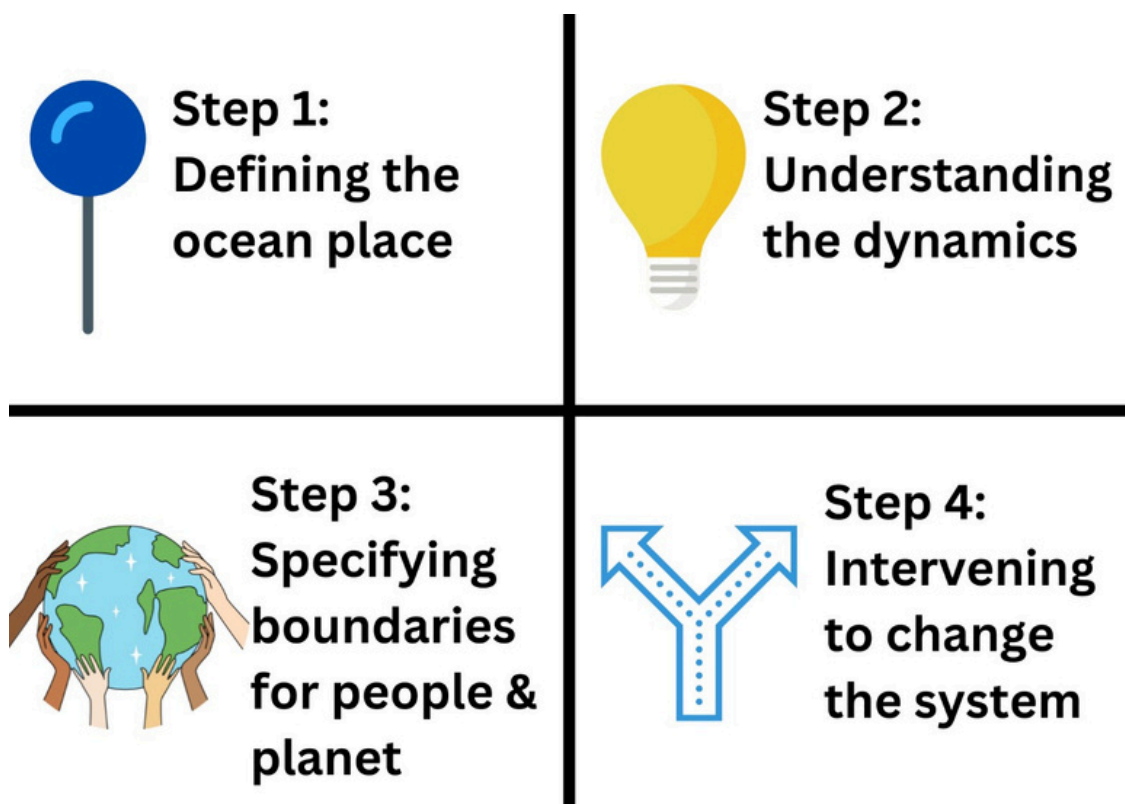 Step 1:
Defining the
ocean place
Step 2:
Understanding
the dynamics
Step 3:
Specifying
boundaries
for people &
planet
Step 4:
Intervening
to change
the system